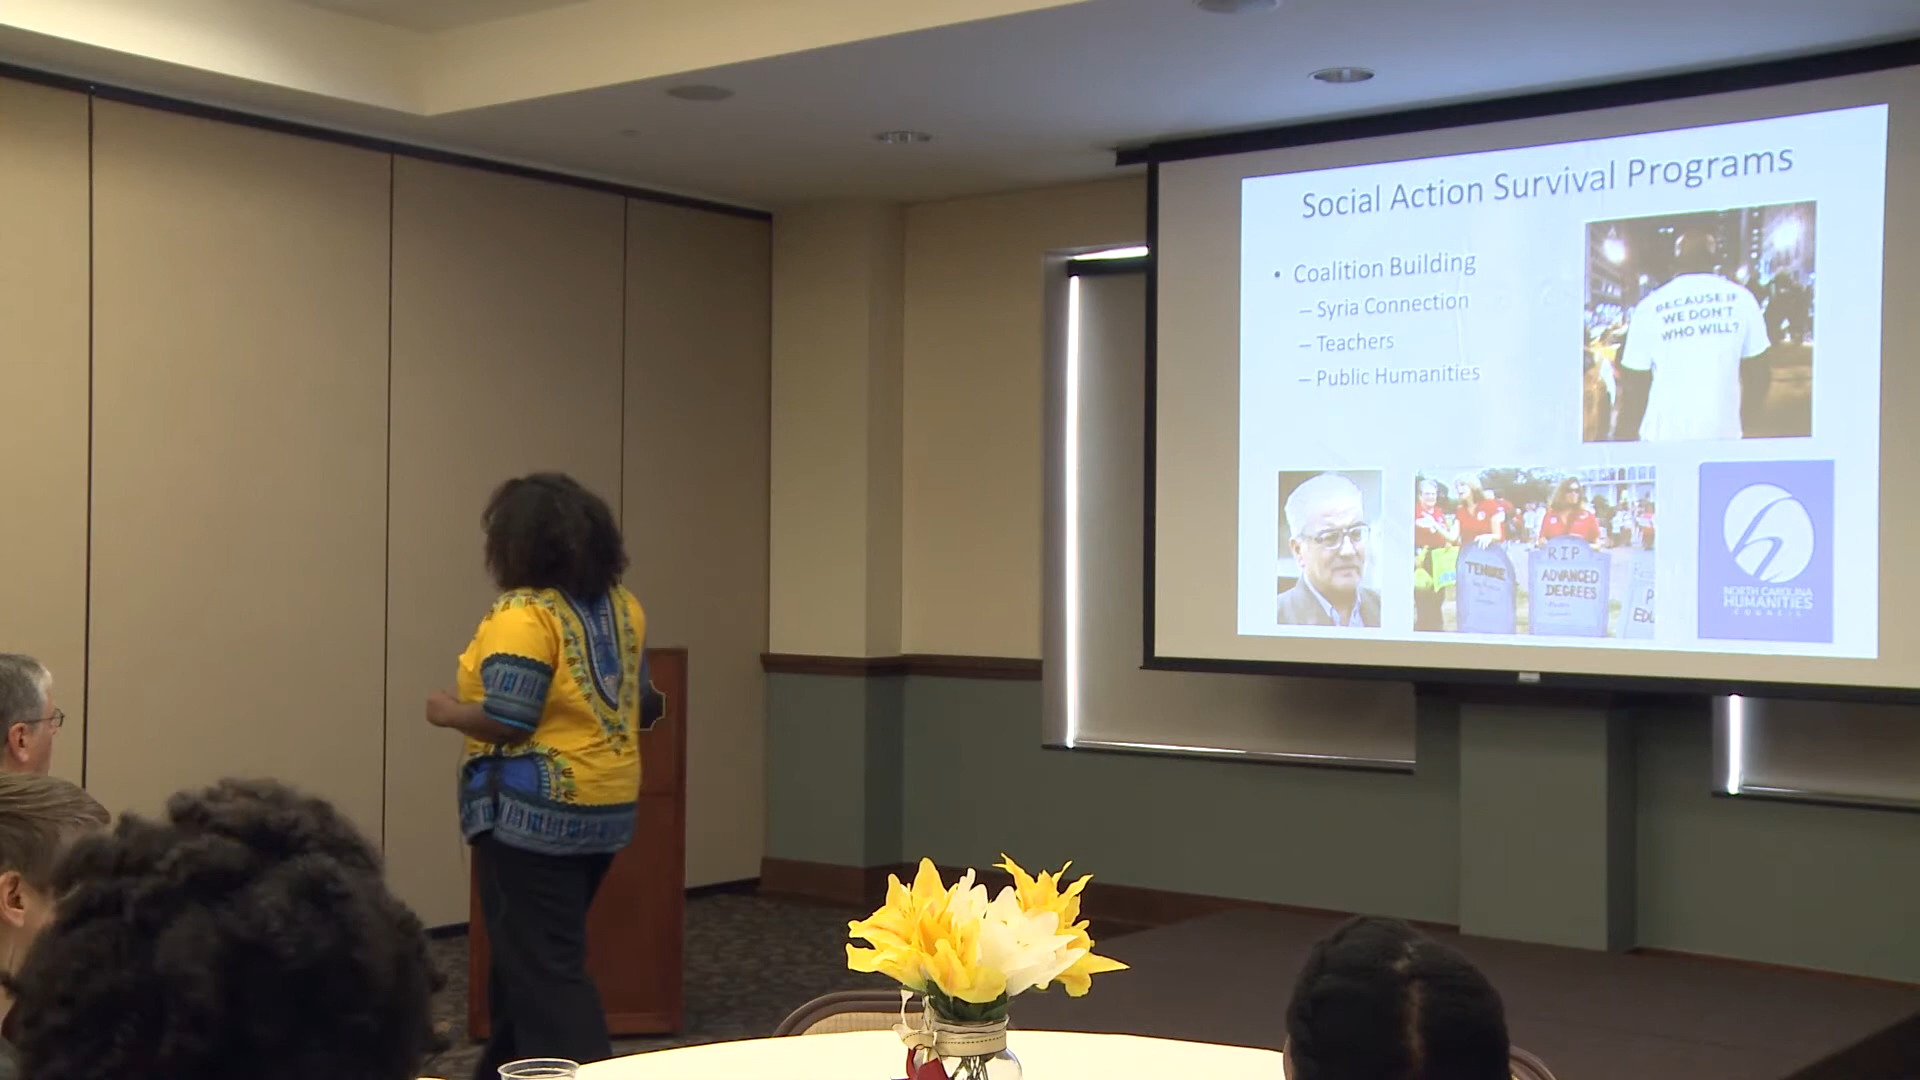 Social Action Survival Programs
• Coalition Building
– Syria Connection
– Teachers
– Public Humanities
BECAUSE IF
WE DON'T
WHO WILL?
TENURE
RIP
ADVANCED
DEGREES
NORTH CAROLINA
HUMANITIES
COUNCIL